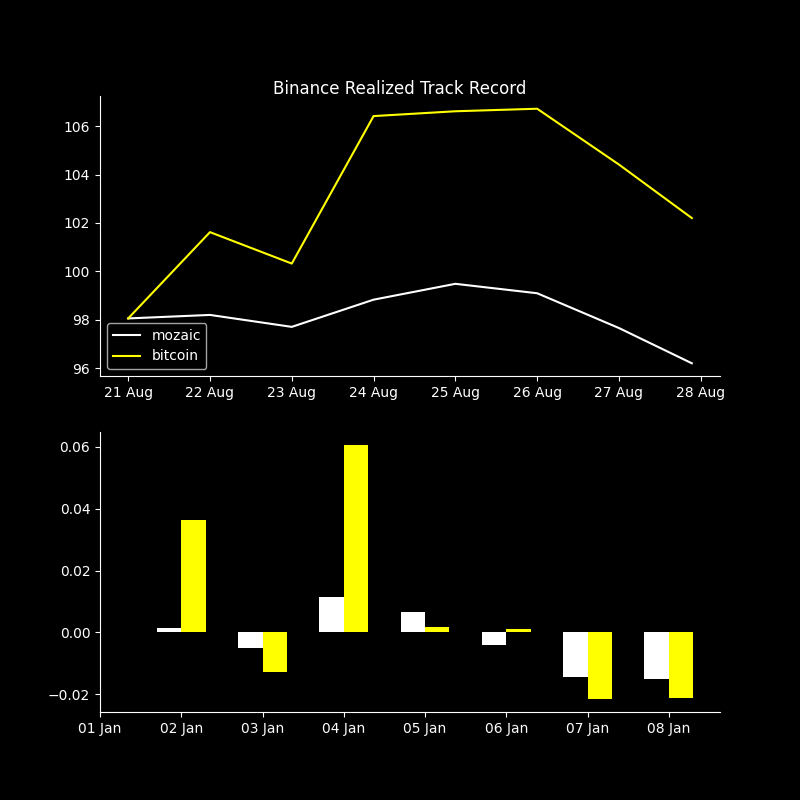 Binance Realized Track Record
106
104
102
100
98
96
mozaic
bitcoin
21 Aug 22 Aug 23 Aug 24 Aug 25 Aug 26 Aug 27 Aug 28 Aug
0.06
0.04
0.02
0.00
−0.02
01 Jan 02 Jan 03 Jan 04 Jan 05 Jan 06 Jan 07 Jan 08 Jan